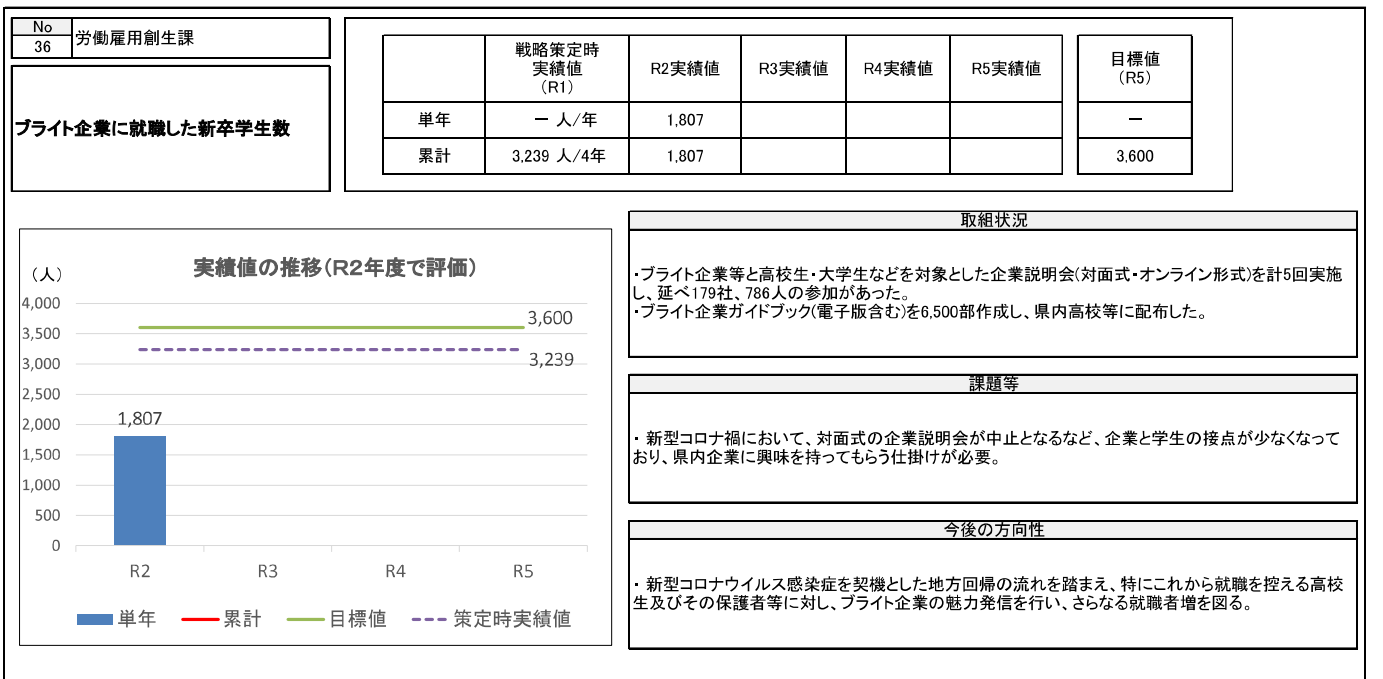 No
36
労働雇用創生課
ブライト企業に就職した新卒学生数
戦略策定時
実績値
（R1）
R2実績値
R3実績値
R4実績値
R5実績値
目標値
（R5）
単年
－ 人/年
1,807
－
累計
3,239 人/4年
1,807
3,600
実績値の推移(R2年度で評価)
（人）
4,000
3,500
3,000
2,500
2,000
1,500
1,000
500
0
3,600
3,239
1,807
R2
R3
R4
R5
単年
累計
目標値
策定時実績値
取組状況
・ブライト企業等と高校生・大学生などを対象とした企業説明会(対面式・オンライン形式)を計5回実施
し、延べ179社、786人の参加があった。
・ブライト企業ガイドブック(電子版含む)を6,500部作成し、県内高校等に配布した。
課題等
・ 新型コロナ禍において、対面式の企業説明会が中止となるなど、企業と学生の接点が少なくなって
おり、県内企業に興味を持ってもらう仕掛けが必要。
今後の方向性
・ 新型コロナウイルス感染症を契機とした地方回帰の流れを踏まえ、特にこれから就職を控える高校
生及びその保護者等に対し、ブライト企業の魅力発信を行い、さらなる就職者増を図る。